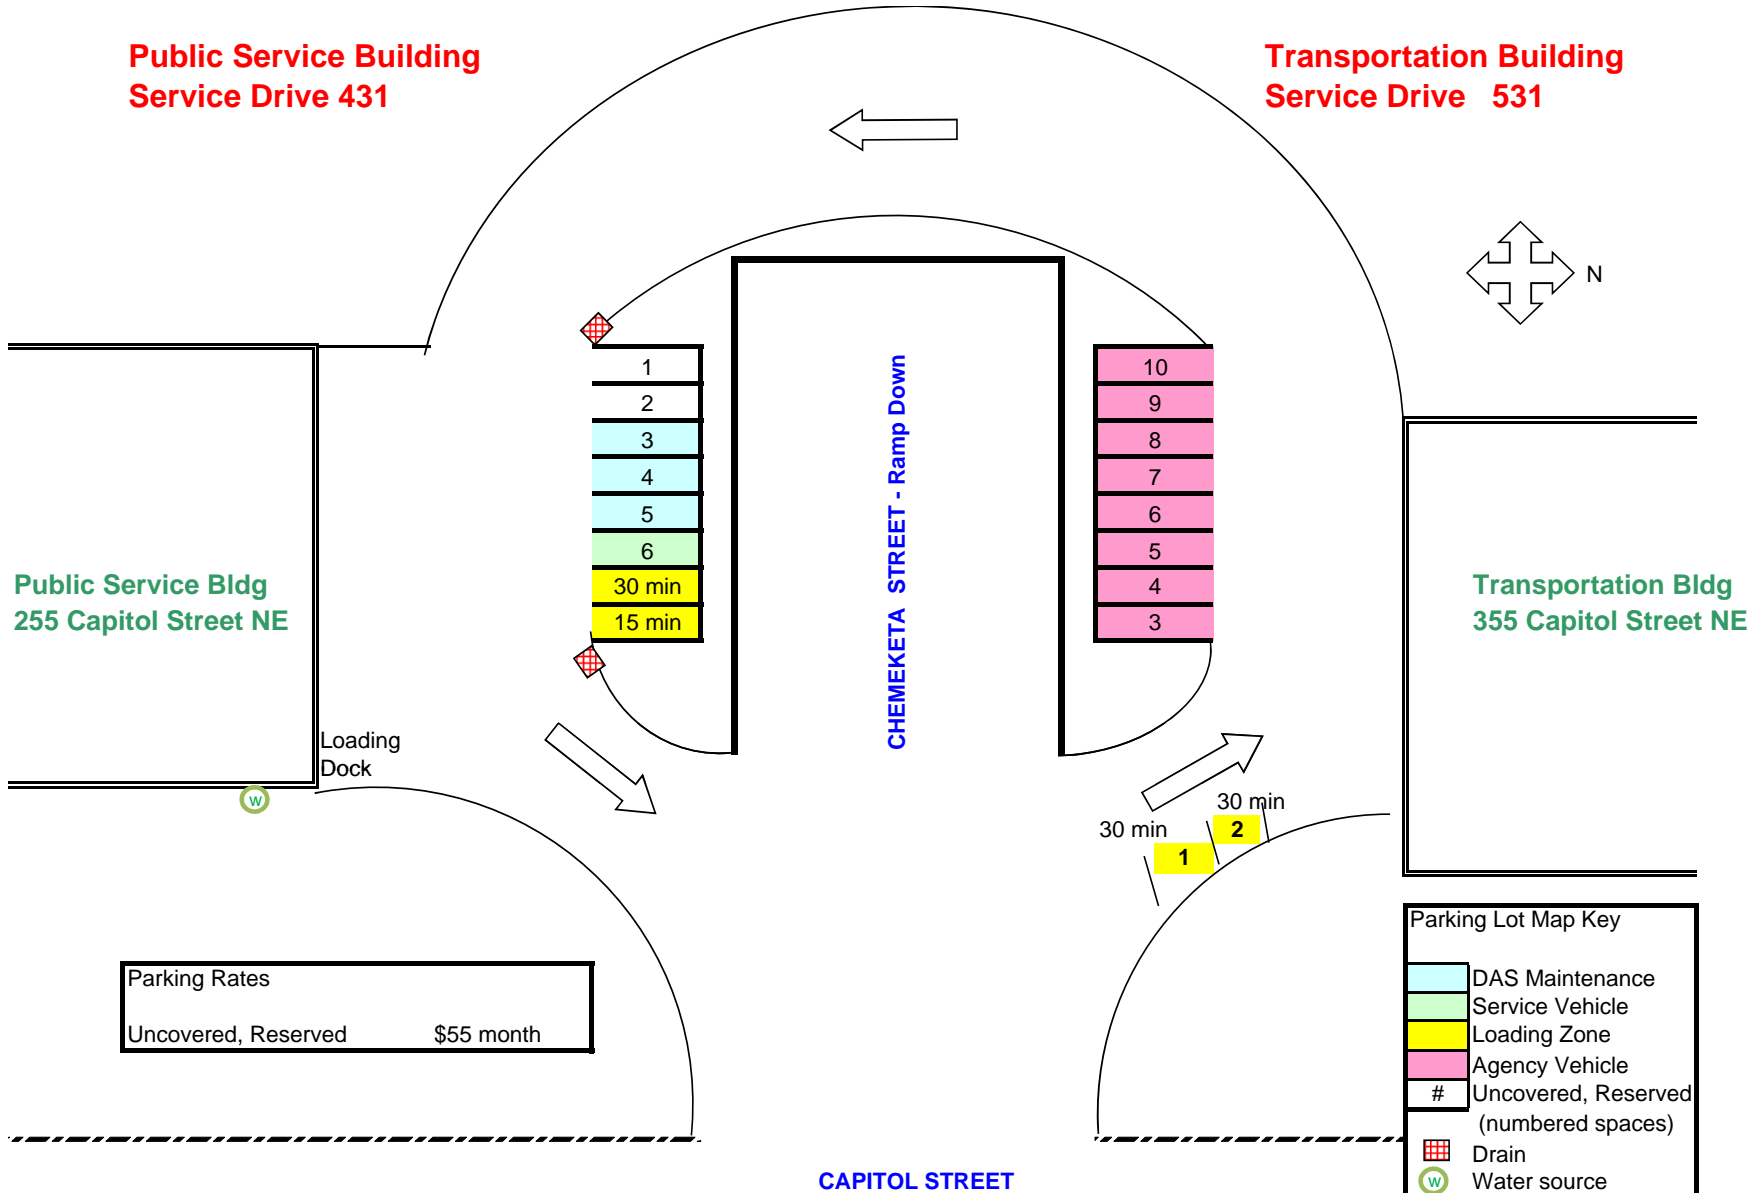 Public Service Building
Service Drive 431
Transportation Building
Service Drive 531
N
1
2
3
4
5
6
30 min
15 min
CHEMEKETA STREET - Ramp Down
10
9
8
7
6
5
4
3
Public Service Bldg
255 Capitol Street NE
Transportation Bldg
355 Capitol Street NE
Loading
Dock
W
30 min
2
30 min
1
Parking Rates
Uncovered, Reserved $55 month
Parking Lot Map Key
DAS Maintenance
Service Vehicle
Loading Zone
Agency Vehicle
# Uncovered, Reserved
(numbered spaces)
Drain
W Water source
CAPITOL STREET